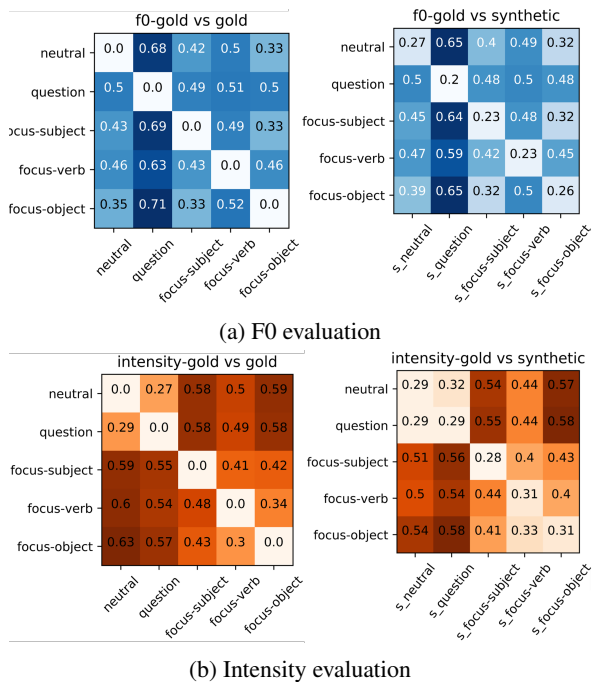 f0-gold vs gold
neutral 0.0 0.68 0.42 0.5 0.33
question 0.5 0.0 0.49 0.51 0.5
ocus-subject 0.43 0.69 0.0 0.49 0.33
focus-verb 0.46 0.63 0.43 0.0 0.46
focus-object 0.35 0.71 0.33 0.52 0.0
neutral question focus-subject focus-verb focus-object
f0-gold vs synthetic
neutral 0.27 0.65 0.4 0.49 0.32
question 0.5 0.2 0.48 0.5 0.48
focus-subject 0.45 0.64 0.23 0.48 0.32
focus-verb 0.47 0.59 0.42 0.23 0.45
focus-object 0.39 0.65 0.32 0.5 0.26
s_neutral s_question s_focus-subject s_focus-verb s_focus-object
(a) F0 evaluation
intensity-gold vs gold
neutral 0.0 0.27 0.58 0.5 0.59
question 0.29 0.0 0.58 0.49 0.58
focus-subject 0.59 0.55 0.0 0.41 0.42
focus-verb 0.6 0.54 0.48 0.0 0.34
focus-object 0.63 0.57 0.43 0.3 0.0
neutral question focus-subject focus-verb focus-object
intensity-gold vs synthetic
neutral 0.29 0.32 0.54 0.44 0.57
question 0.29 0.29 0.55 0.44 0.58
focus-subject 0.51 0.56 0.28 0.4 0.43
focus-verb 0.5 0.54 0.44 0.31 0.4
focus-object 0.54 0.58 0.41 0.33 0.31
s_neutral s_question s_focus-subject s_focus-verb s_focus-object
(b) Intensity evaluation